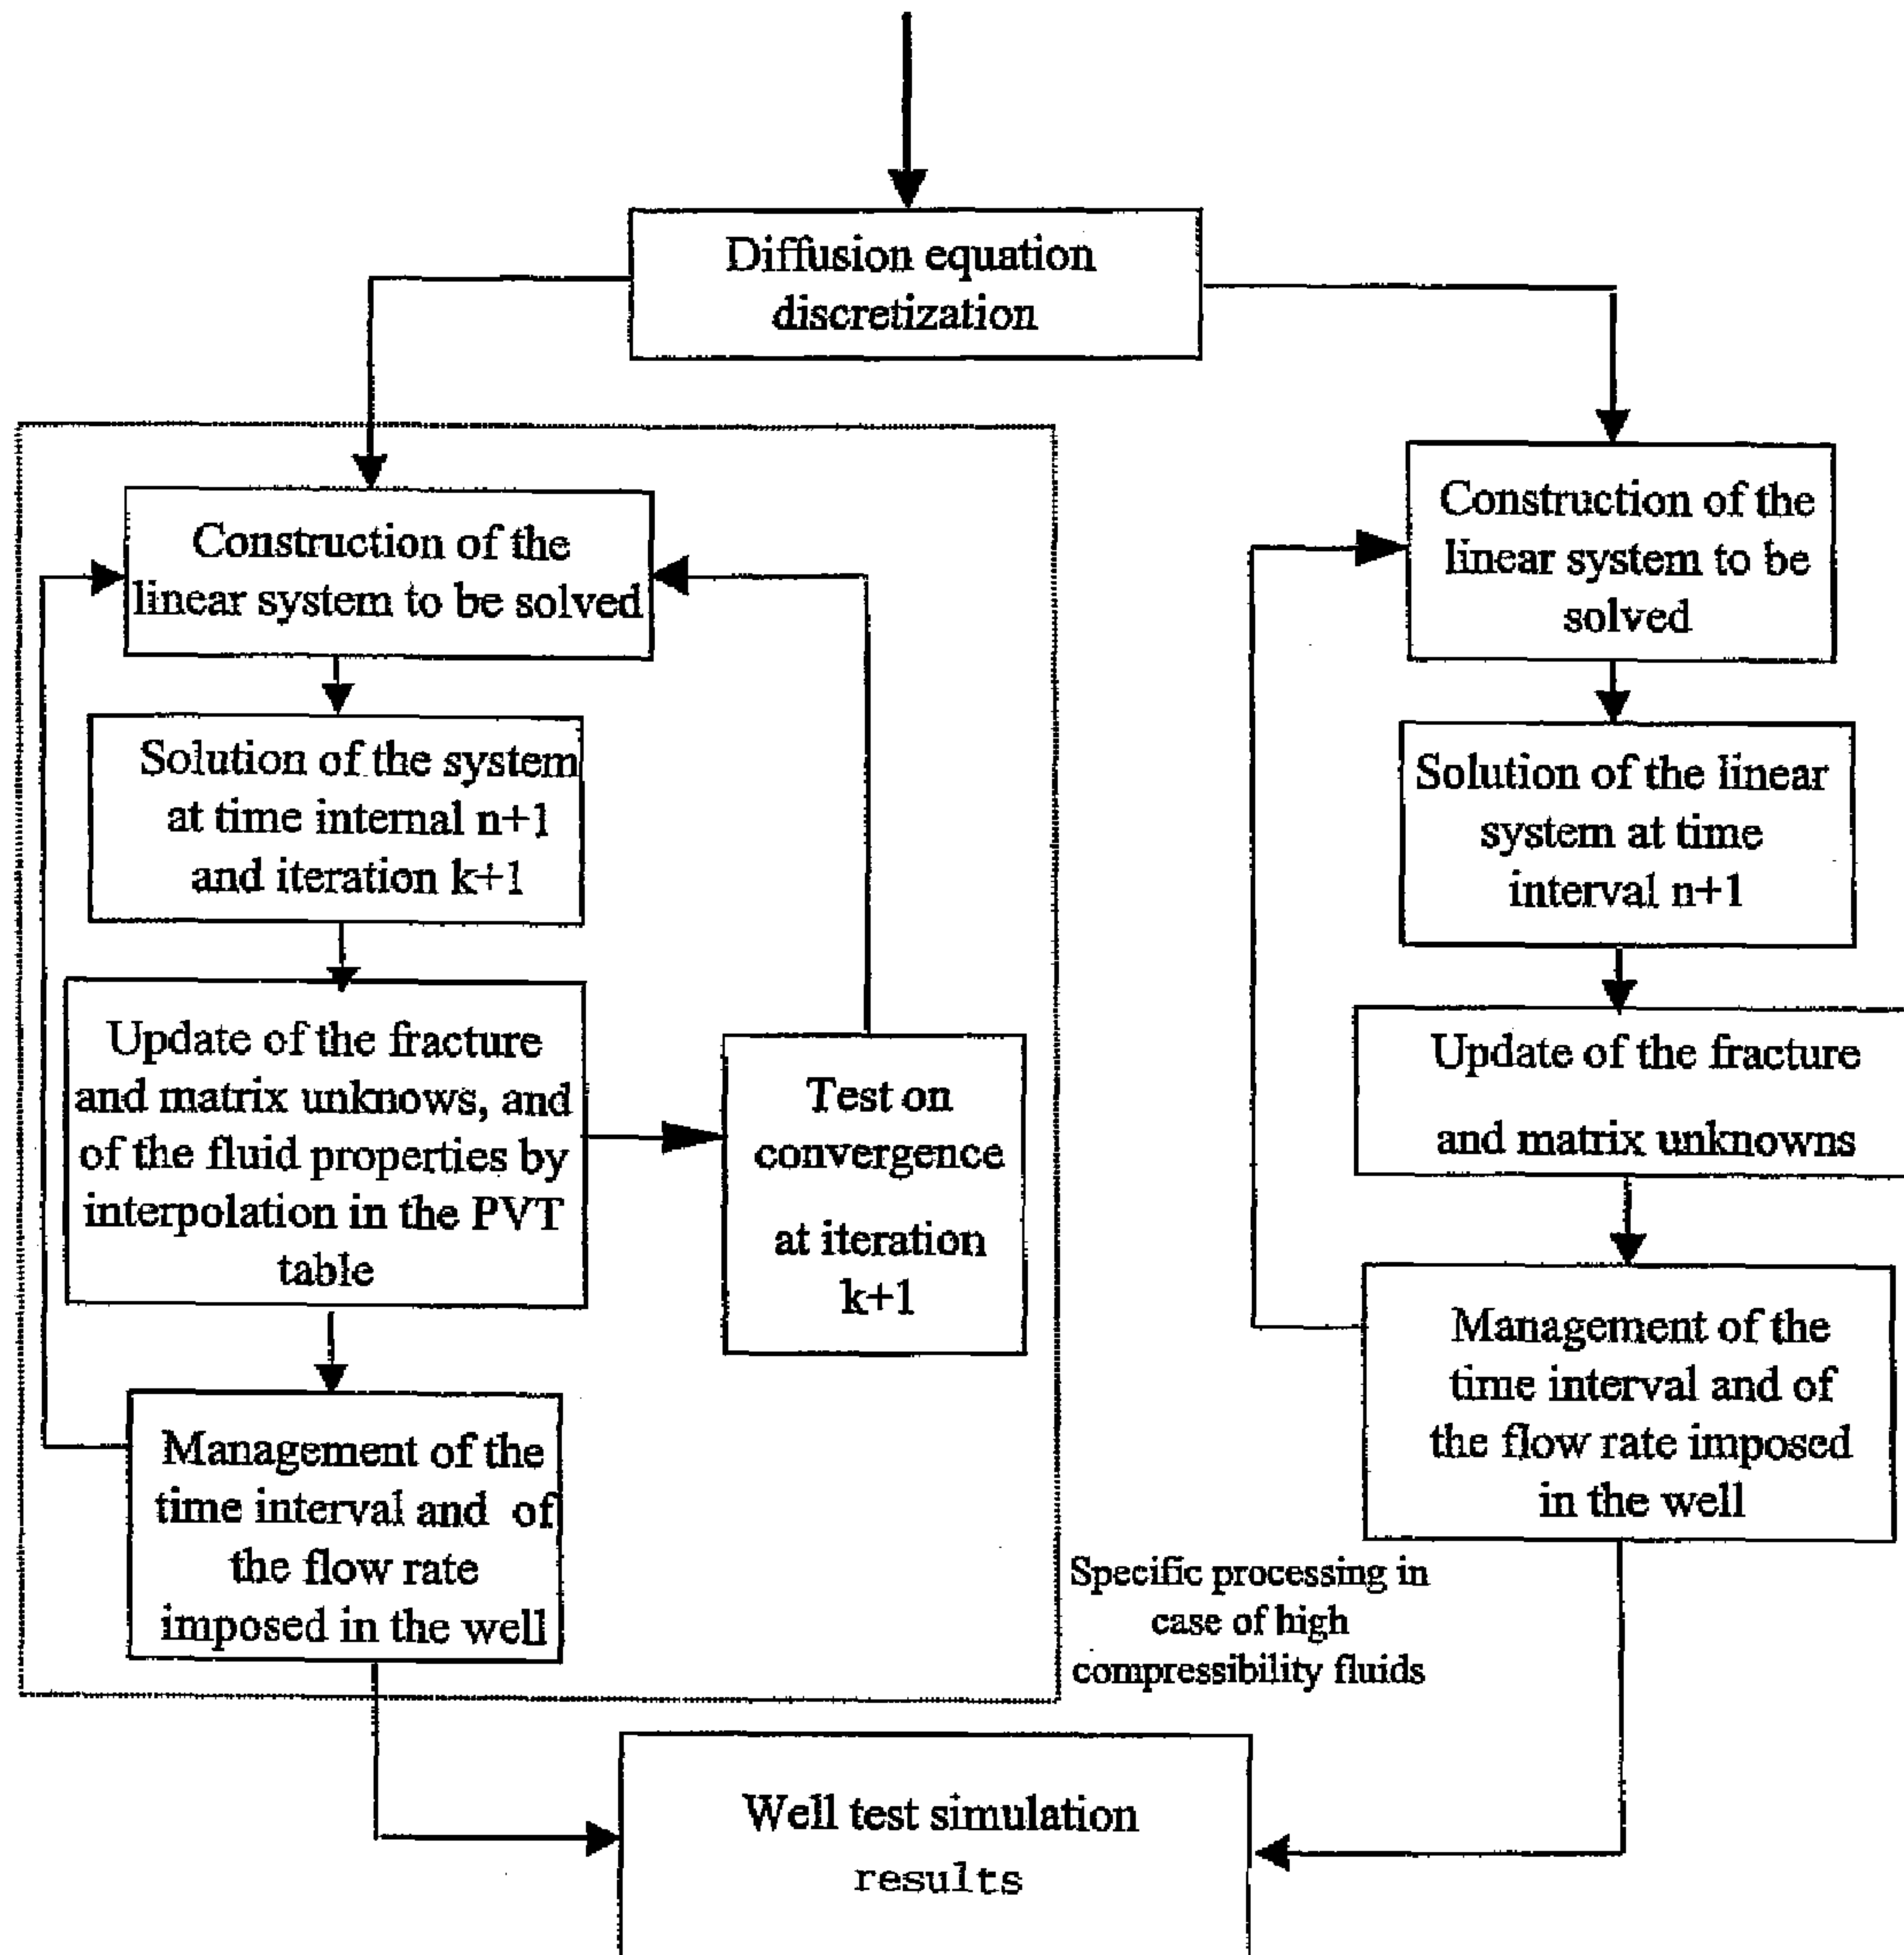 Diffusion equation
discretization
Construction of the
linear system to be solved
Solution of the system
at time internal n+1
and iteration k+1
Update of the fracture
and matrix unknows, and
of the fluid properties by
interpolation in the PVT
table
Test on
convergence
at iteration
k+1
Management of the
time interval and of
the flow rate
imposed in the well
Construction of the
linear system to be
solved
Solution of the linear
system at time
interval n+1
Update of the fracture
and matrix unknowns
Management of the
time interval and of
the flow rate imposed
in the well
Specific processing in
case of high
compressibility fluids
Well test simulation
results